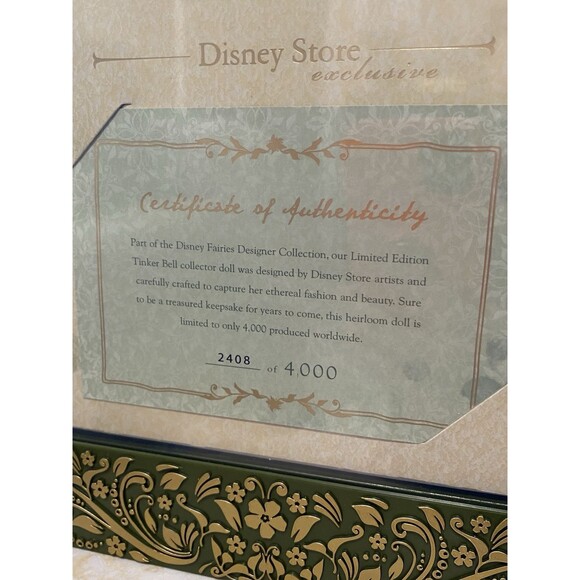 Disney Store
exclusive
Certificate of Authenticity
Part of the Disney Fairies Designer Collection, our Limited Edition
Tinker Bell collector doll was designed by Disney Store artists and
carefully crafted to capture her ethereal fashion and beauty. Sure
to be a treasured keepsake for years to come, this heirloom doll is
limited to only 4,000 produced worldwide.
2408 of 4,000